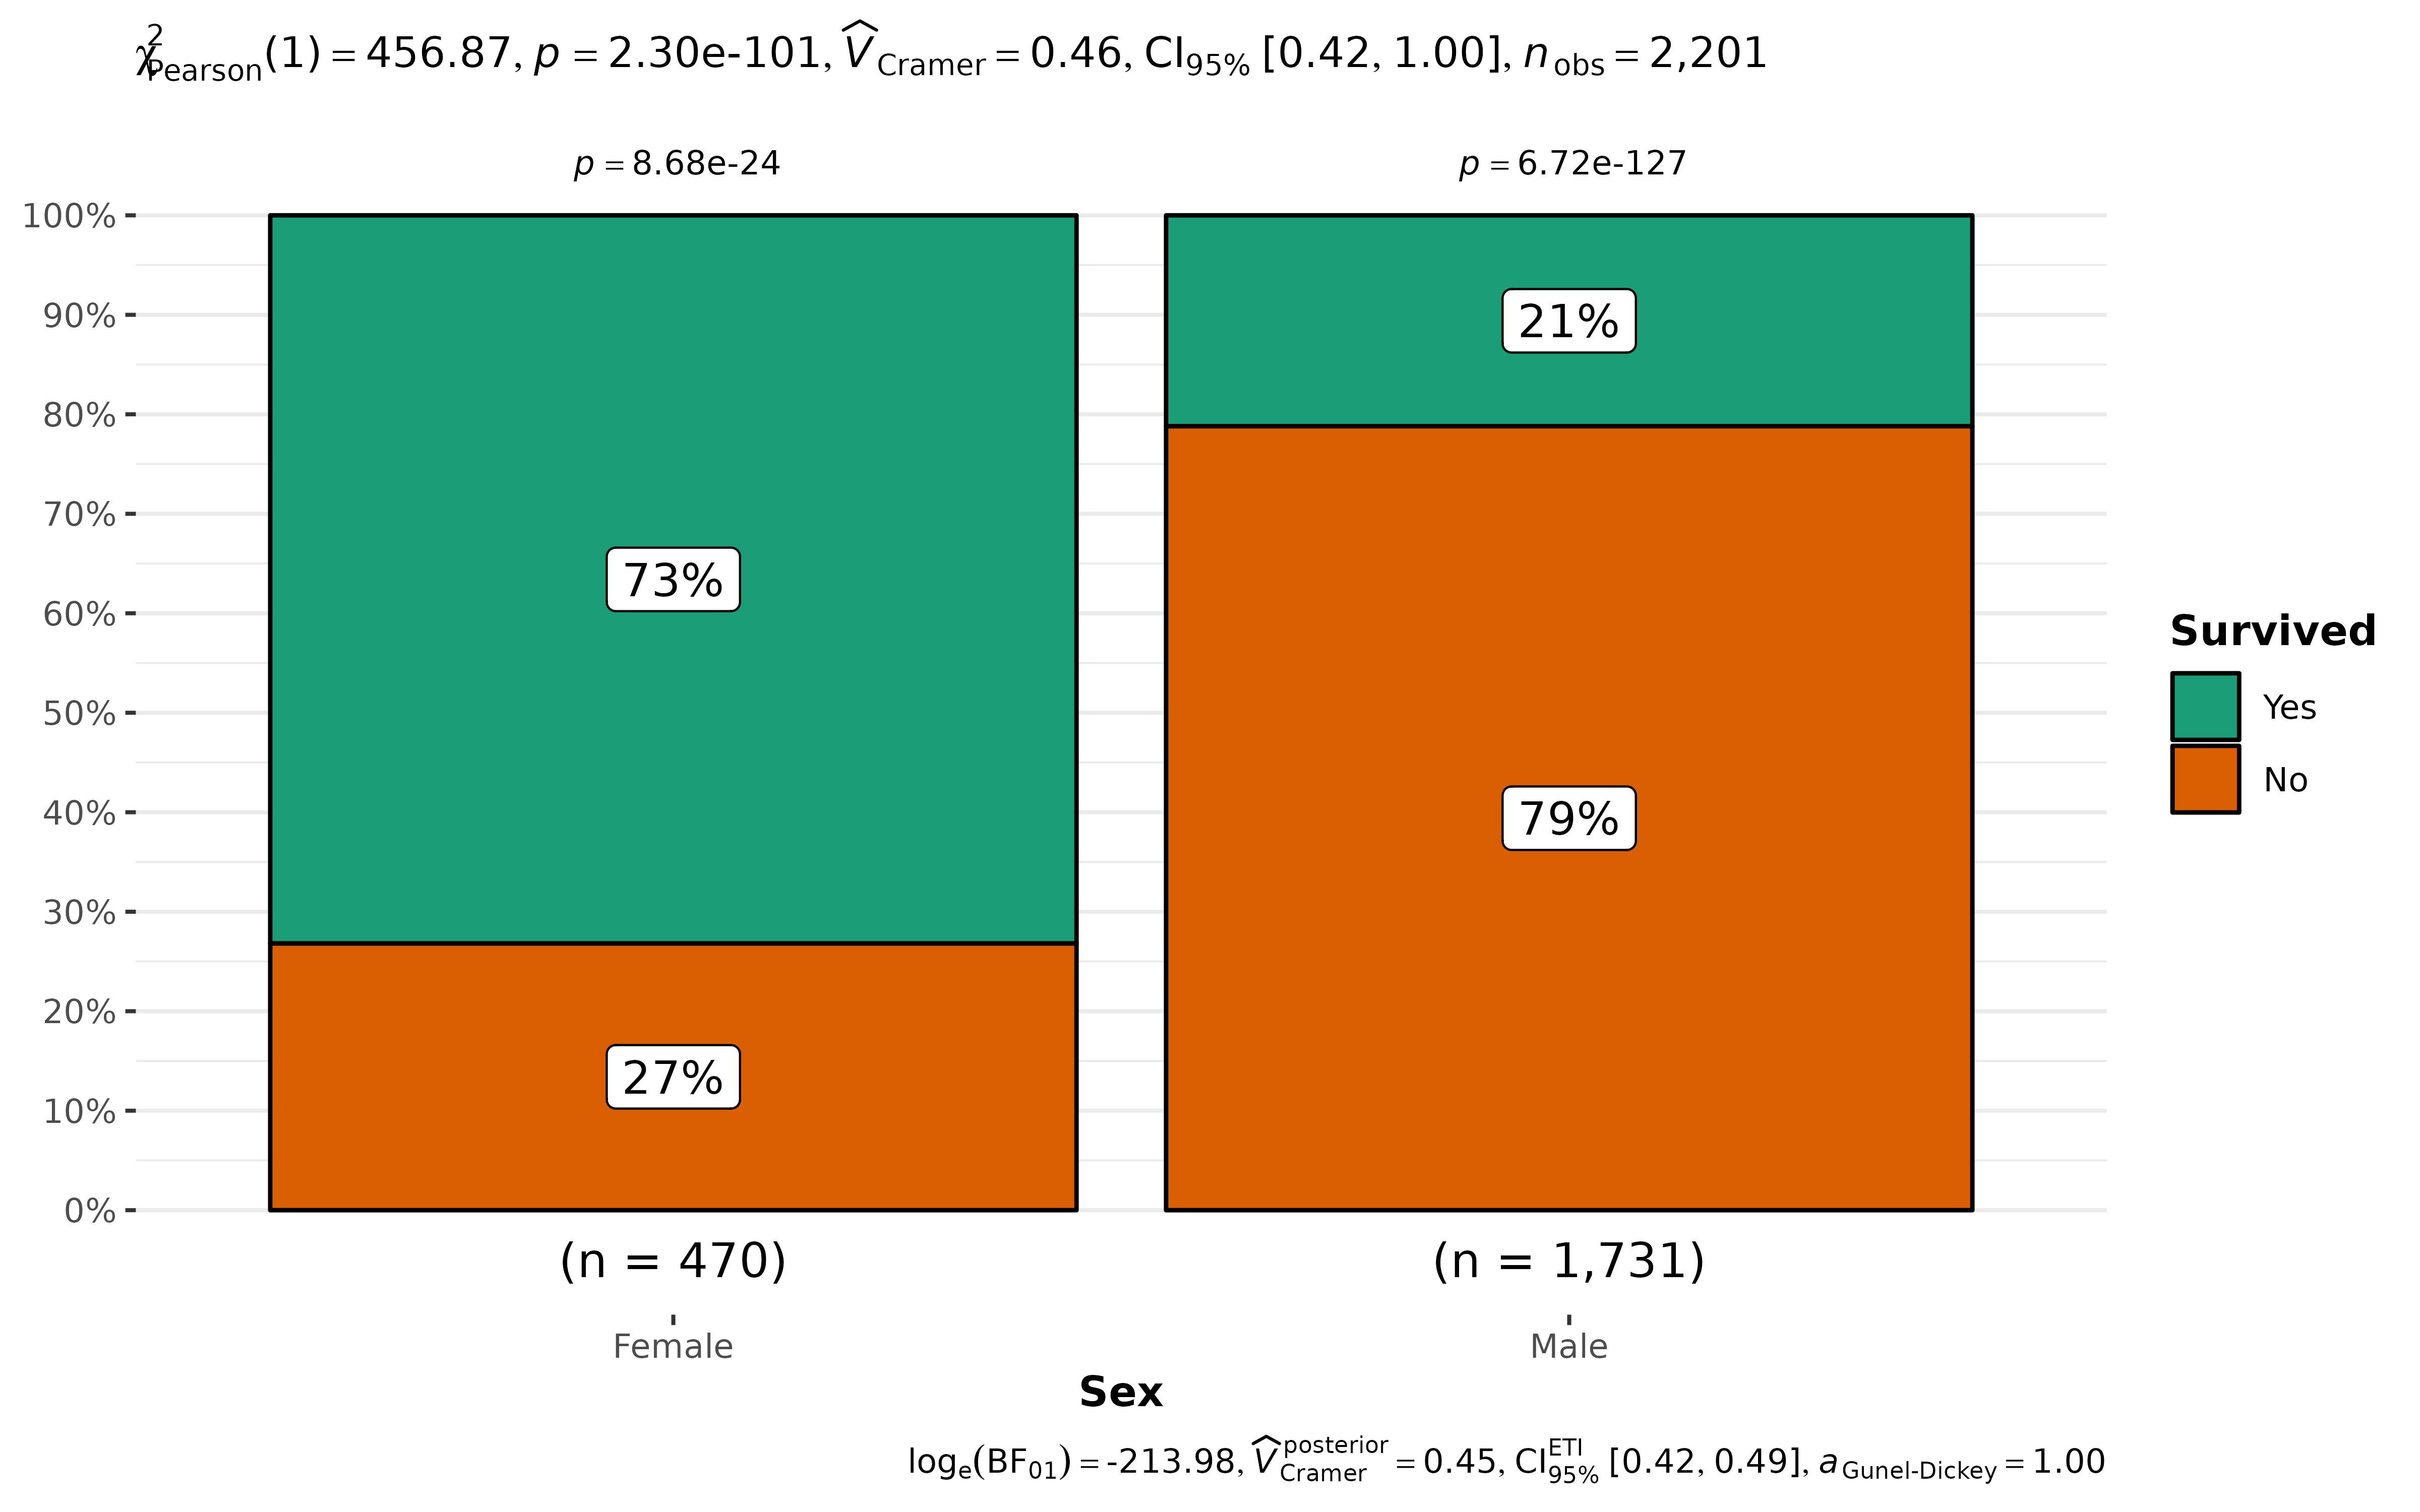 χ²Pearson(1) = 456.87, p = 2.30e-101, V̂Cramer = 0.46, CI95% [0.42, 1.00], nobs = 2,201
p = 8.68e-24 p = 6.72e-127
100%
90%
80%
70%
60%
50%
40%
30%
20%
10%
0%
21%
73%
79%
27%
Survived
Yes
No
(n = 470) (n = 1,731)
Female Male
Sex
loge(BF01) = -213.98, V̂posteriorCramer = 0.45, CIETI95% [0.42, 0.49], aGunel-Dickey = 1.00